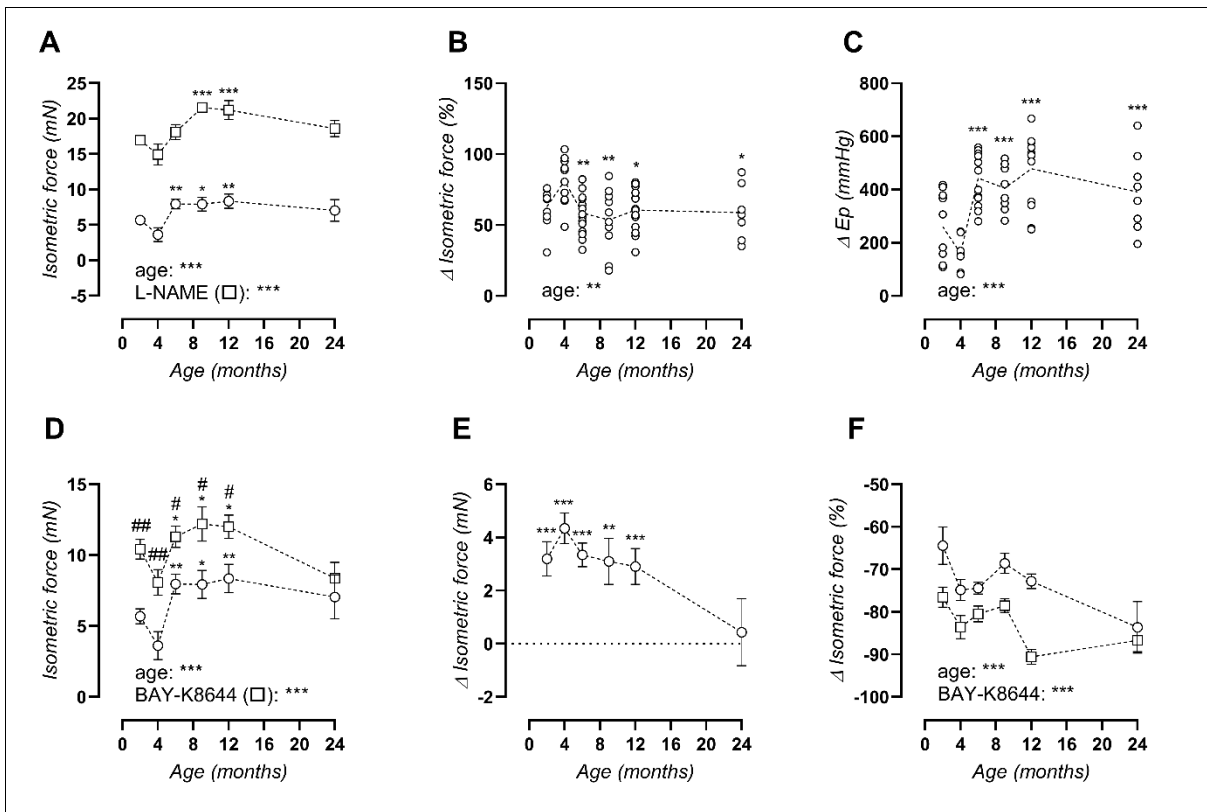 A
Isometric force (mN)
25
20
15
10
5
0
-5
*** ***
** * **
age: ***
L-NAME (□): ***
0 4 8 12 16 20 24
Age (months)
B
Δ Isometric force (%)
150
100
50
0
** ** * *
age: **
0 4 8 12 16 20 24
Age (months)
C
Δ Ep (mmHg)
800
600
400
200
0
*** *** *** ***
age: ***
0 4 8 12 16 20 24
Age (months)
D
Isometric force (mN)
15
10
5
0
## ## # # #
* * *
** * **
age: ***
BAY-K8644 (□): ***
0 4 8 12 16 20 24
Age (months)
E
Δ Isometric force (mN)
6
4
2
0
-2
*** *** *** ** ***
0 4 8 12 16 20 24
Age (months)
F
Δ Isometric force (%)
-50
-60
-70
-80
-90
-100
age: ***
BAY-K8644: ***
0 4 8 12 16 20 24
Age (months)